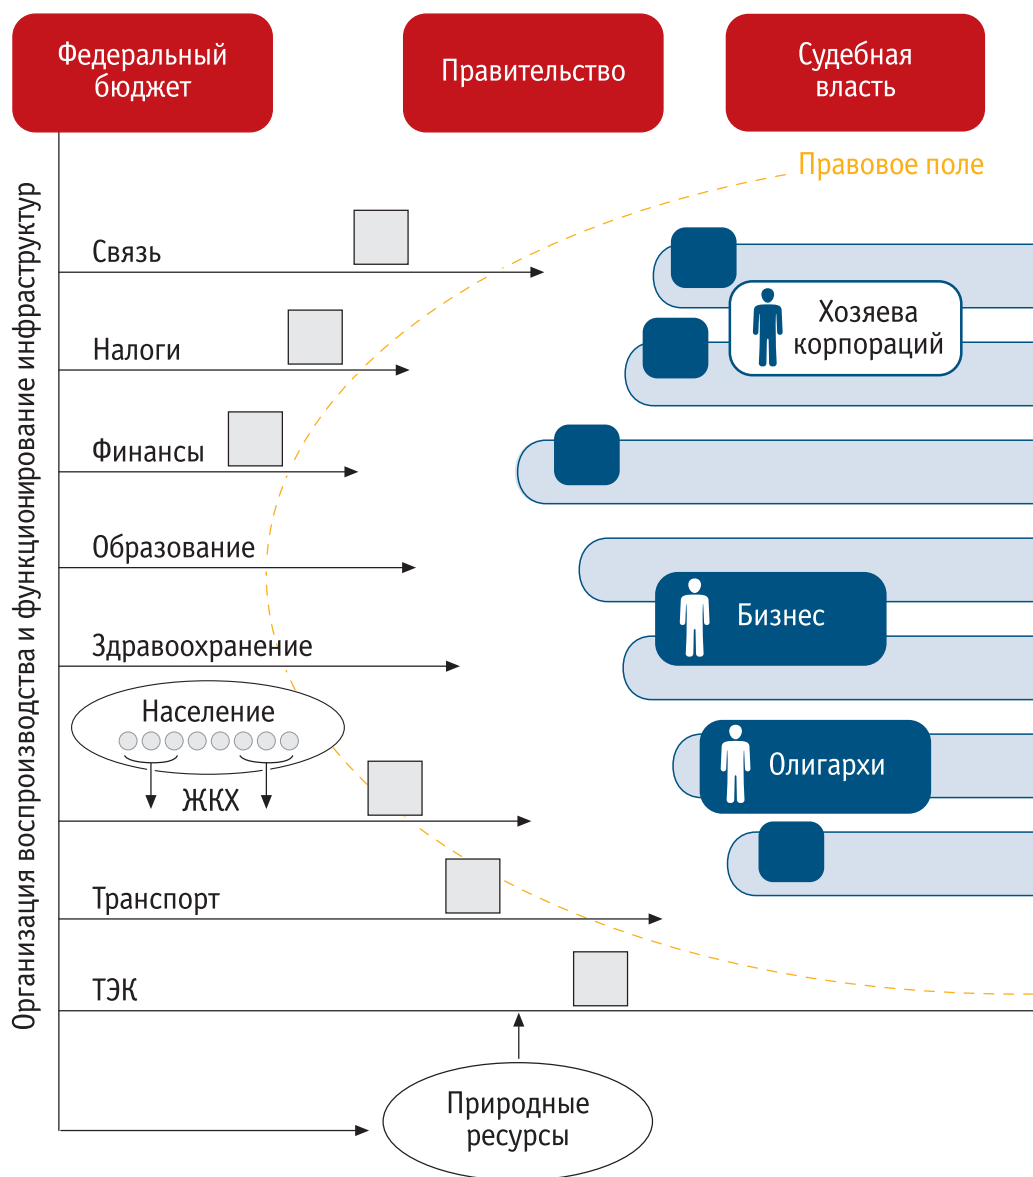 Федеральный
бюджет
Правительство
Судебная
власть
Правовое поле
Организация воспроизводства и функционирование инфраструктур
Связь
Налоги
Финансы
Образование
Здравоохранение
Население
ЖКХ
Транспорт
ТЭК
Природные
ресурсы
Хозяева
корпораций
Бизнес
Олигархи